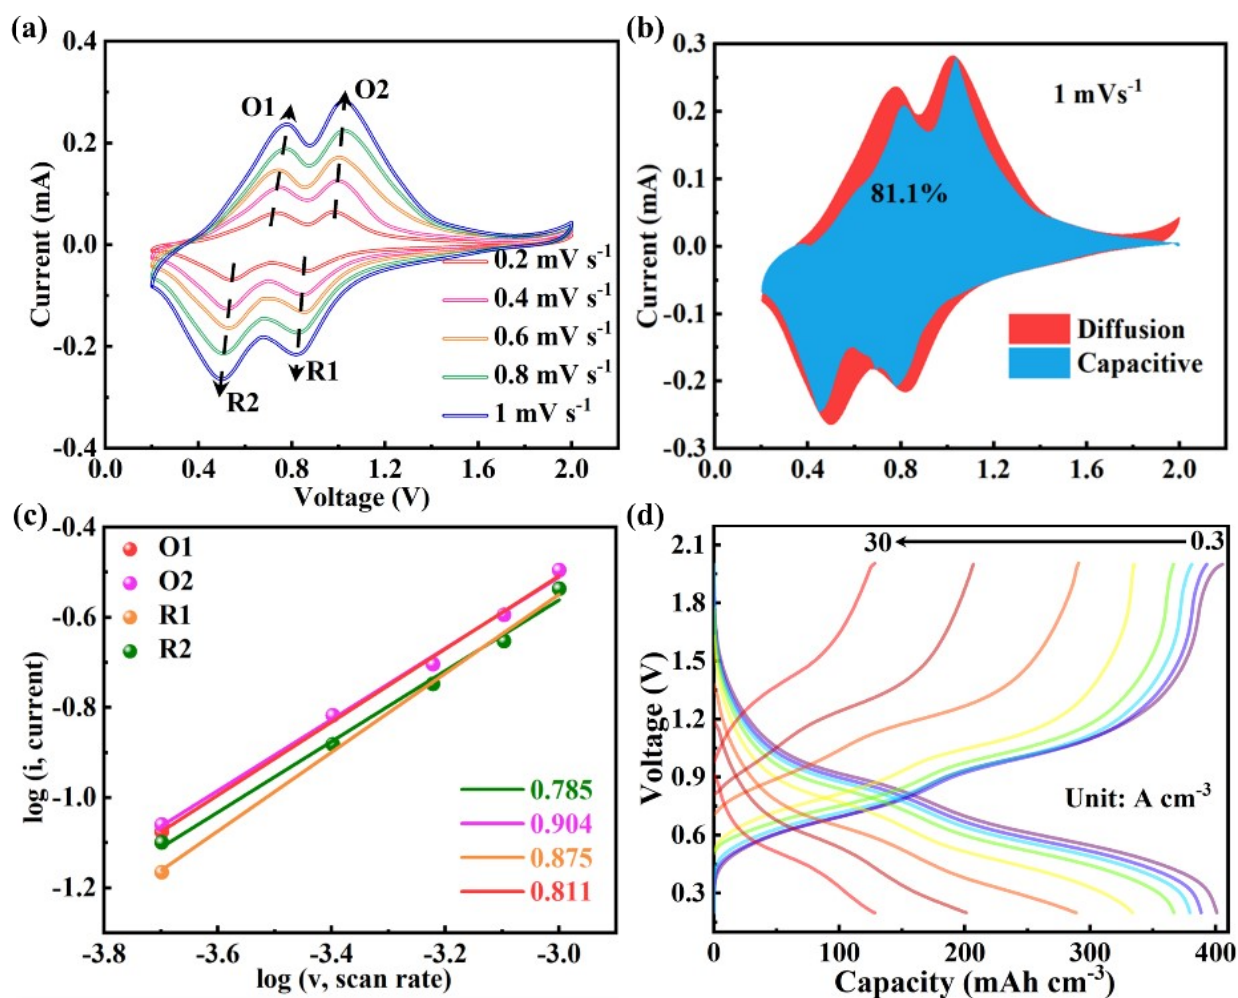 (a)
0.4
0.2
0.0
-0.2
-0.4
Current (mA)
O1
O2
R1
R2
0.2 mV s⁻¹
0.4 mV s⁻¹
0.6 mV s⁻¹
0.8 mV s⁻¹
1 mV s⁻¹
0.0 0.4 0.8 1.2 1.6 2.0
Voltage (V)
(b)
0.3
0.2
0.1
0.0
-0.1
-0.2
-0.3
Current (mA)
1 mVs⁻¹
81.1%
Diffusion
Capacitive
0.0 0.4 0.8 1.2 1.6 2.0
(c)
-0.4
-0.6
-0.8
-1.0
-1.2
log (i, current)
O1
O2
R1
R2
0.785
0.904
0.875
0.811
-3.8 -3.6 -3.4 -3.2 -3.0
log (v, scan rate)
(d)
2.1
1.8
1.5
1.2
0.9
0.6
0.3
Voltage (V)
30 0.3
Unit: A cm⁻³
0 100 200 300 400
Capacity (mAh cm⁻³)